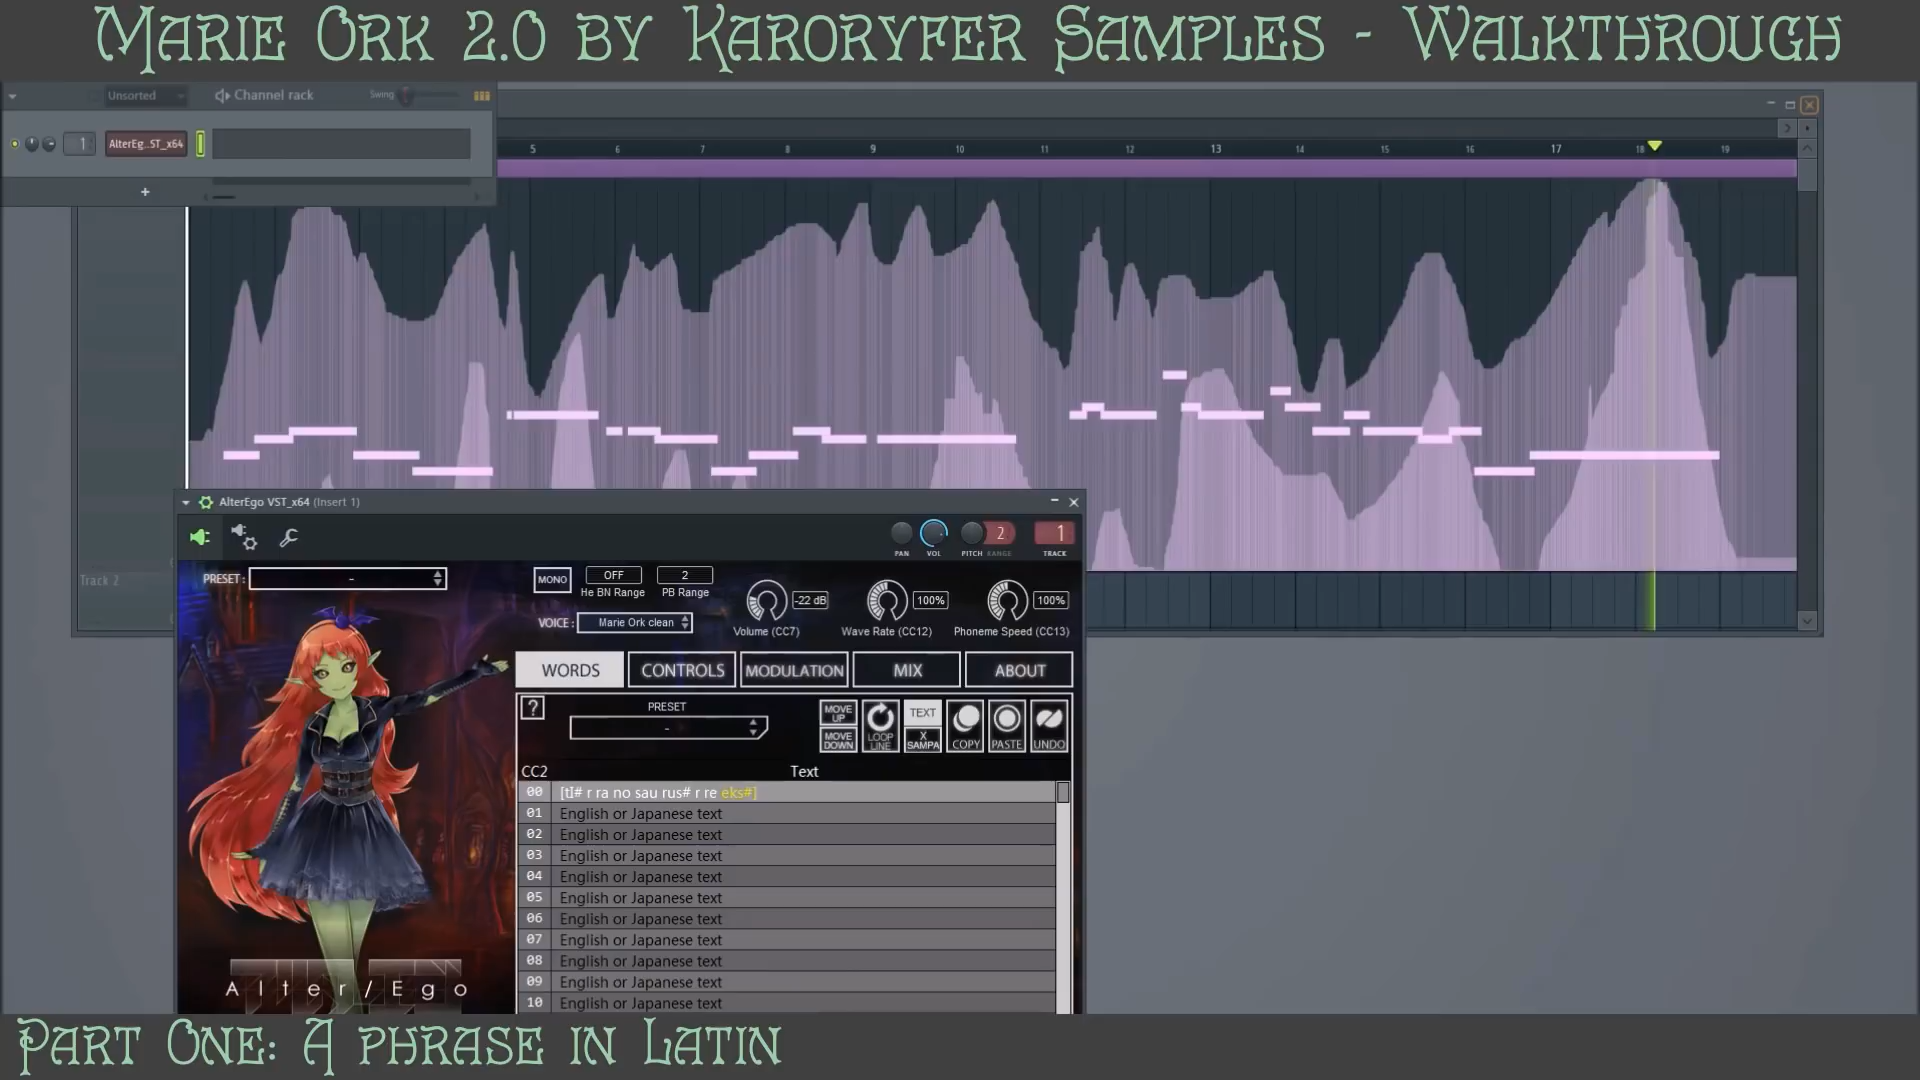 Marie Ork 2.0 by Karoryfer Samples - Walkthrough
Unsorted
Channel rack
Swing
1
AlterEg..ST_x64
+
5 6 7 8 9 10 11 12 13 14 15 16 17 18 19
Track 2
AlterEgo VST_x64 (Insert 1)
2
1
PAN VOL PITCH RANGE TRACK
PRESET : -
MONO
OFF
He BN Range
2
PB Range
-22 dB
Volume (CC7)
100%
Wave Rate (CC12)
100%
Phoneme Speed (CC13)
VOICE : Marie Ork clean
WORDS CONTROLS MODULATION MIX ABOUT
?
PRESET
-
MOVE UP
MOVE DOWN
LOOP LINE
TEXT
X SAMPA
COPY
PASTE
UNDO
CC2 Text
00 [tI# r ra no sau rus# r re eks#]
01 English or Japanese text
02 English or Japanese text
03 English or Japanese text
04 English or Japanese text
05 English or Japanese text
06 English or Japanese text
07 English or Japanese text
08 English or Japanese text
09 English or Japanese text
10 English or Japanese text
Alter/Ego
Part One: A phrase in Latin